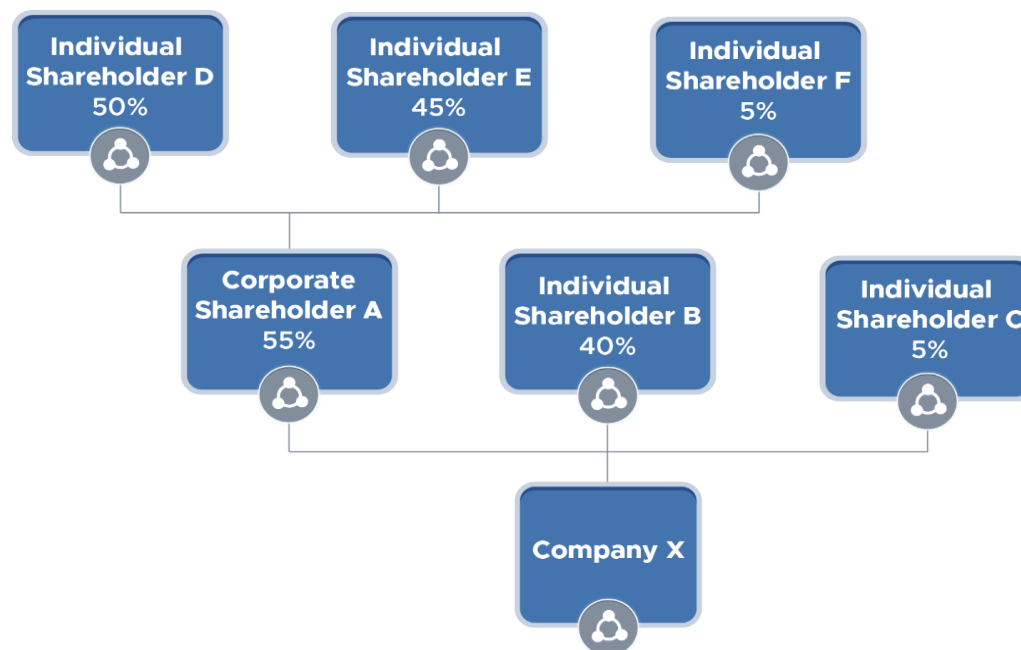 Individual
Shareholder D
50%
Individual
Shareholder E
45%
Individual
Shareholder F
5%
Corporate
Shareholder A
55%
Individual
Shareholder B
40%
Individual
Shareholder C
5%
Company X